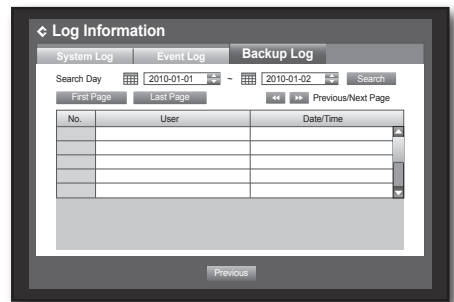 Log Information
System Log Event Log Backup Log
Search Day 2010-01-01 ~ 2010-01-02 Search
First Page Last Page Previous/Next Page
No. User Date/Time
Previous